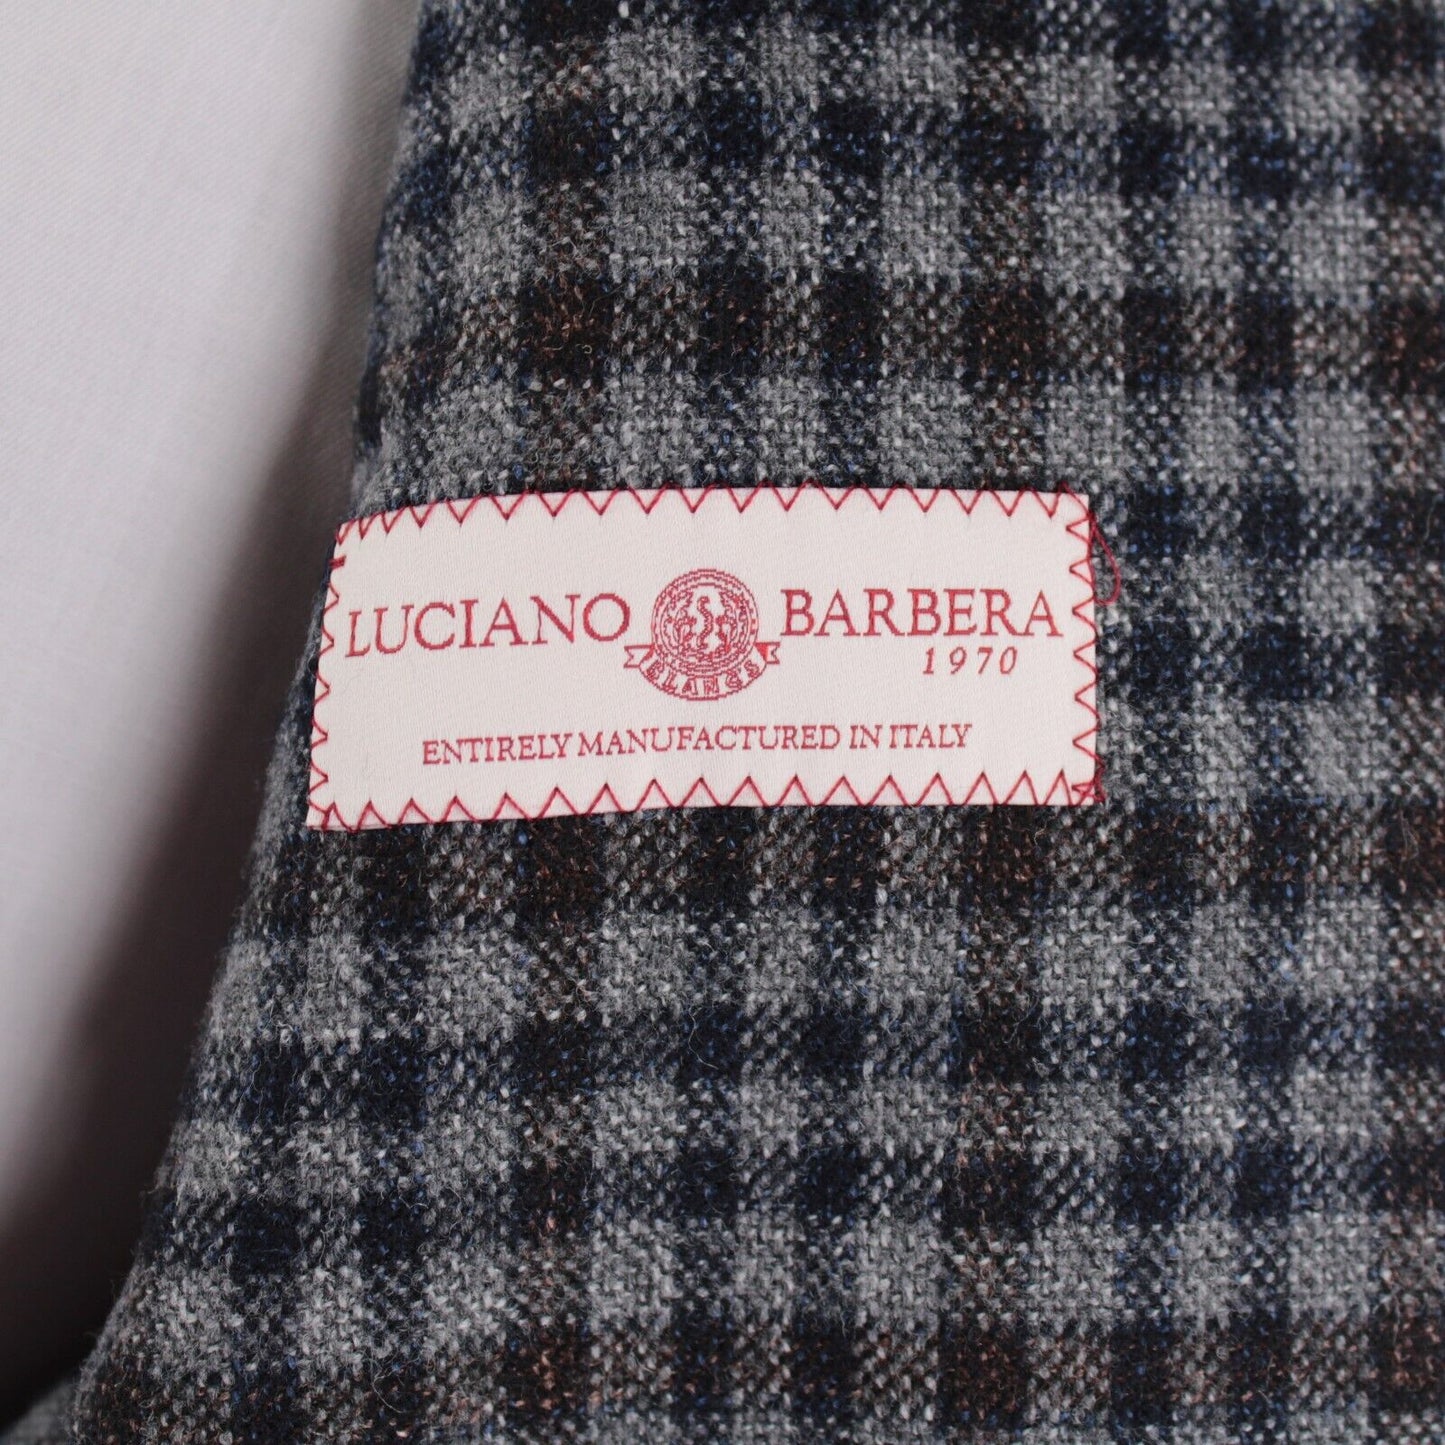 LUCIANO BARBERA
1970
ENTIRELY MANUFACTURED IN ITALY